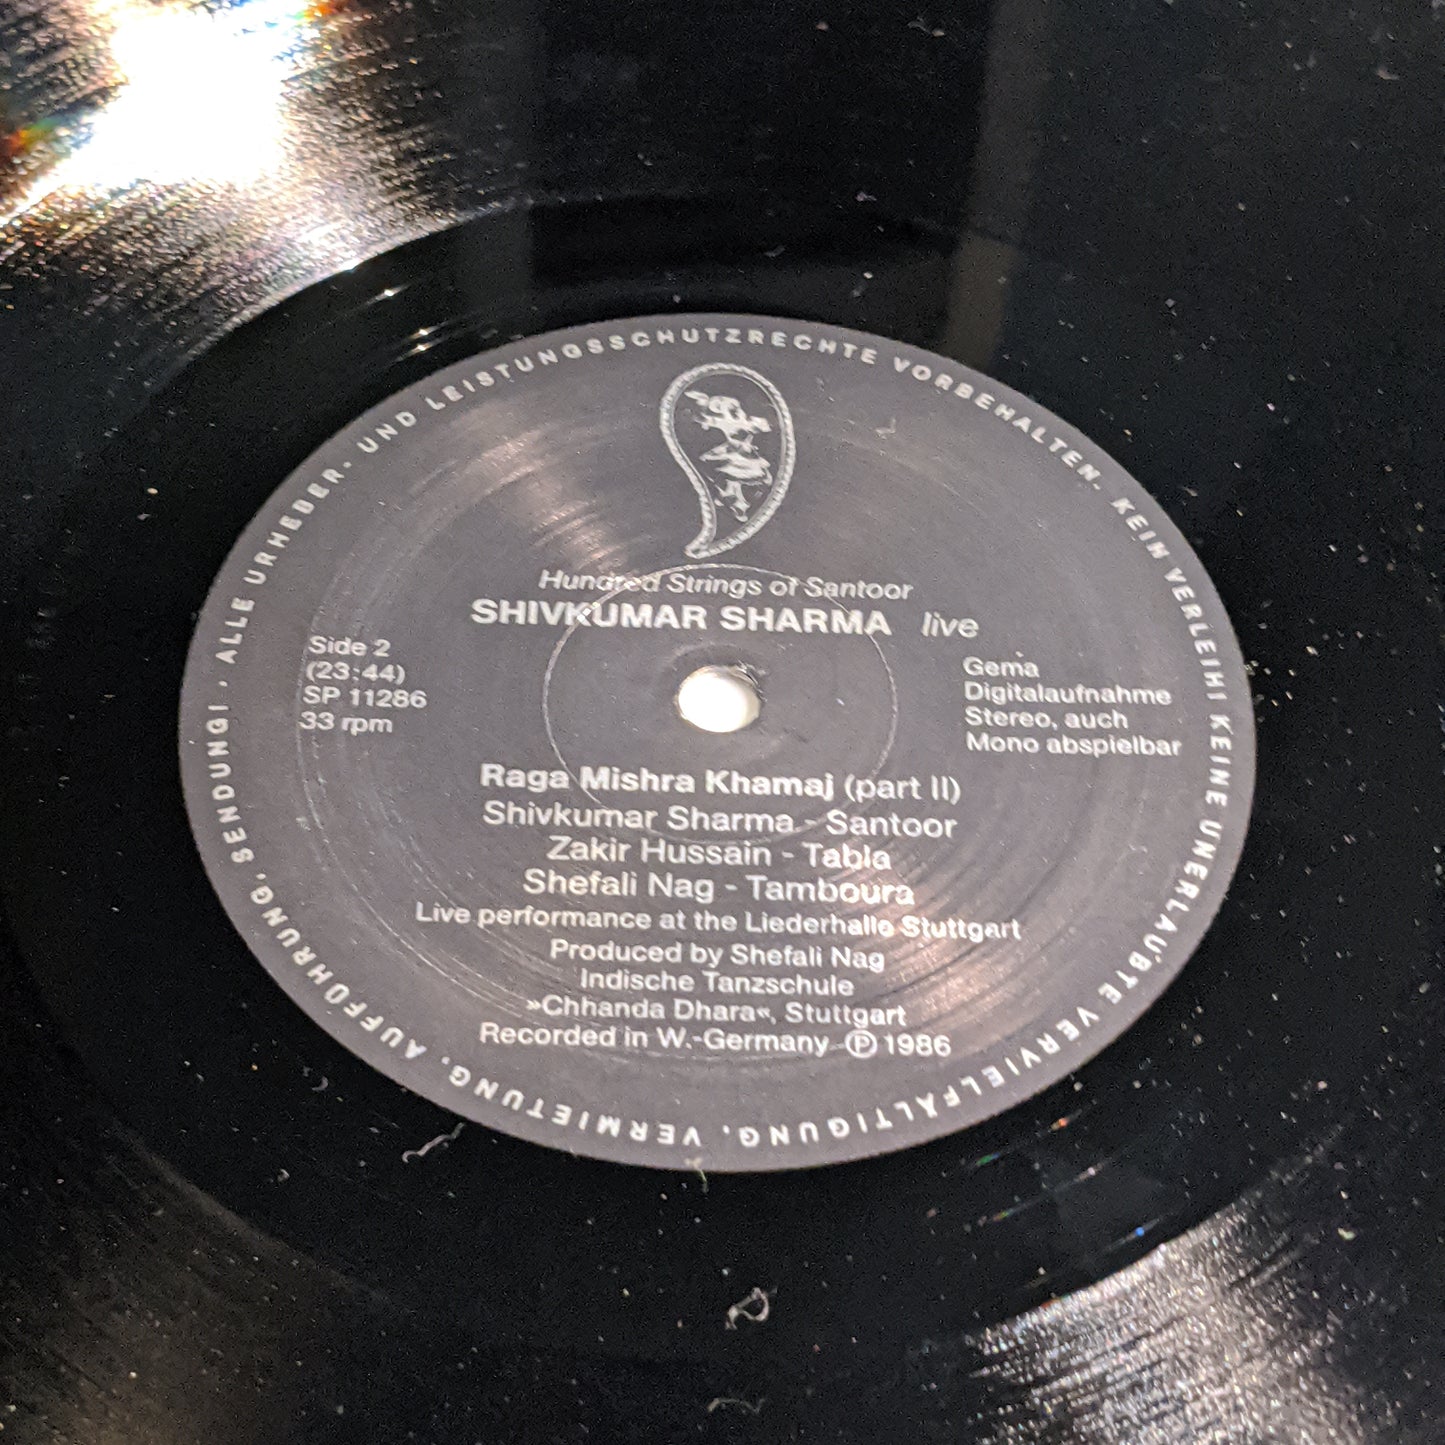 ALLE URHEBER- UND LEISTUNGSSCHUTZRECHTE VORBEHALTEN. KEIN VERLEIH! KEINE UNERLAUBTE VERVIELFÄLTIGUNG, VERMIETUNG, AUFFÜHRUNG, SENDUNG! .
Hundred Strings of Santoor
SHIVKUMAR SHARMA live
Side 2
(23:44)
SP 11286
33 rpm
Gema
Digitalaufnahme
Stereo, auch
Mono abspielbar
Raga Mishra Khamaj (part II)
Shivkumar Sharma - Santoor
Zakir Hussain - Tabla
Shefali Nag - Tamboura
Live performance at the Liederhalle Stuttgart
Produced by Shefali Nag
Indische Tanzschule
»Chhanda Dhara«, Stuttgart
Recorded in W.-Germany ℗ 1986